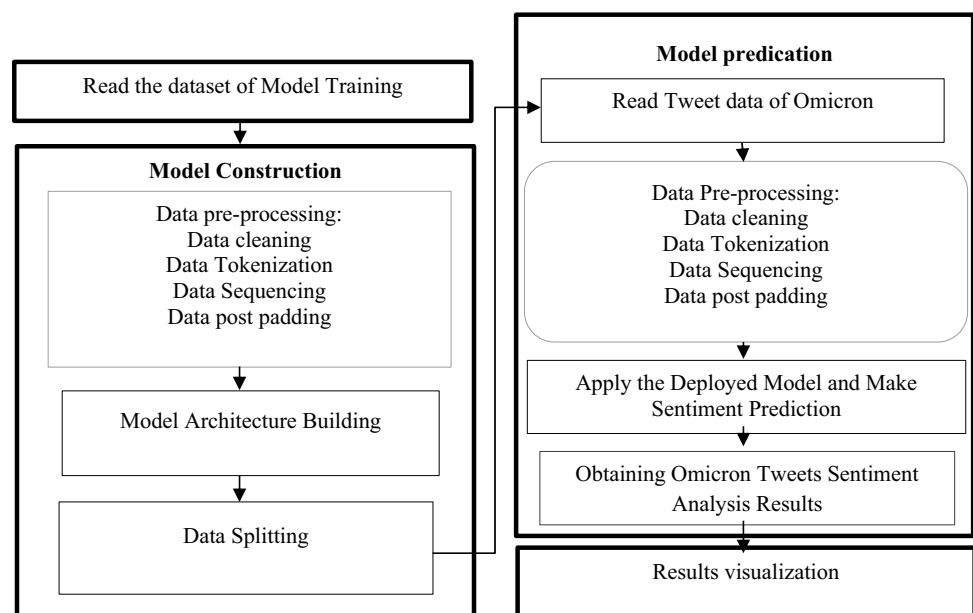 Read the dataset of Model Training
Model Construction
Data pre-processing:
Data cleaning
Data Tokenization
Data Sequencing
Data post padding
Model Architecture Building
Data Splitting
Model predication
Read Tweet data of Omicron
Data Pre-processing:
Data cleaning
Data Tokenization
Data Sequencing
Data post padding
Apply the Deployed Model and Make
Sentiment Prediction
Obtaining Omicron Tweets Sentiment
Analysis Results
Results visualization